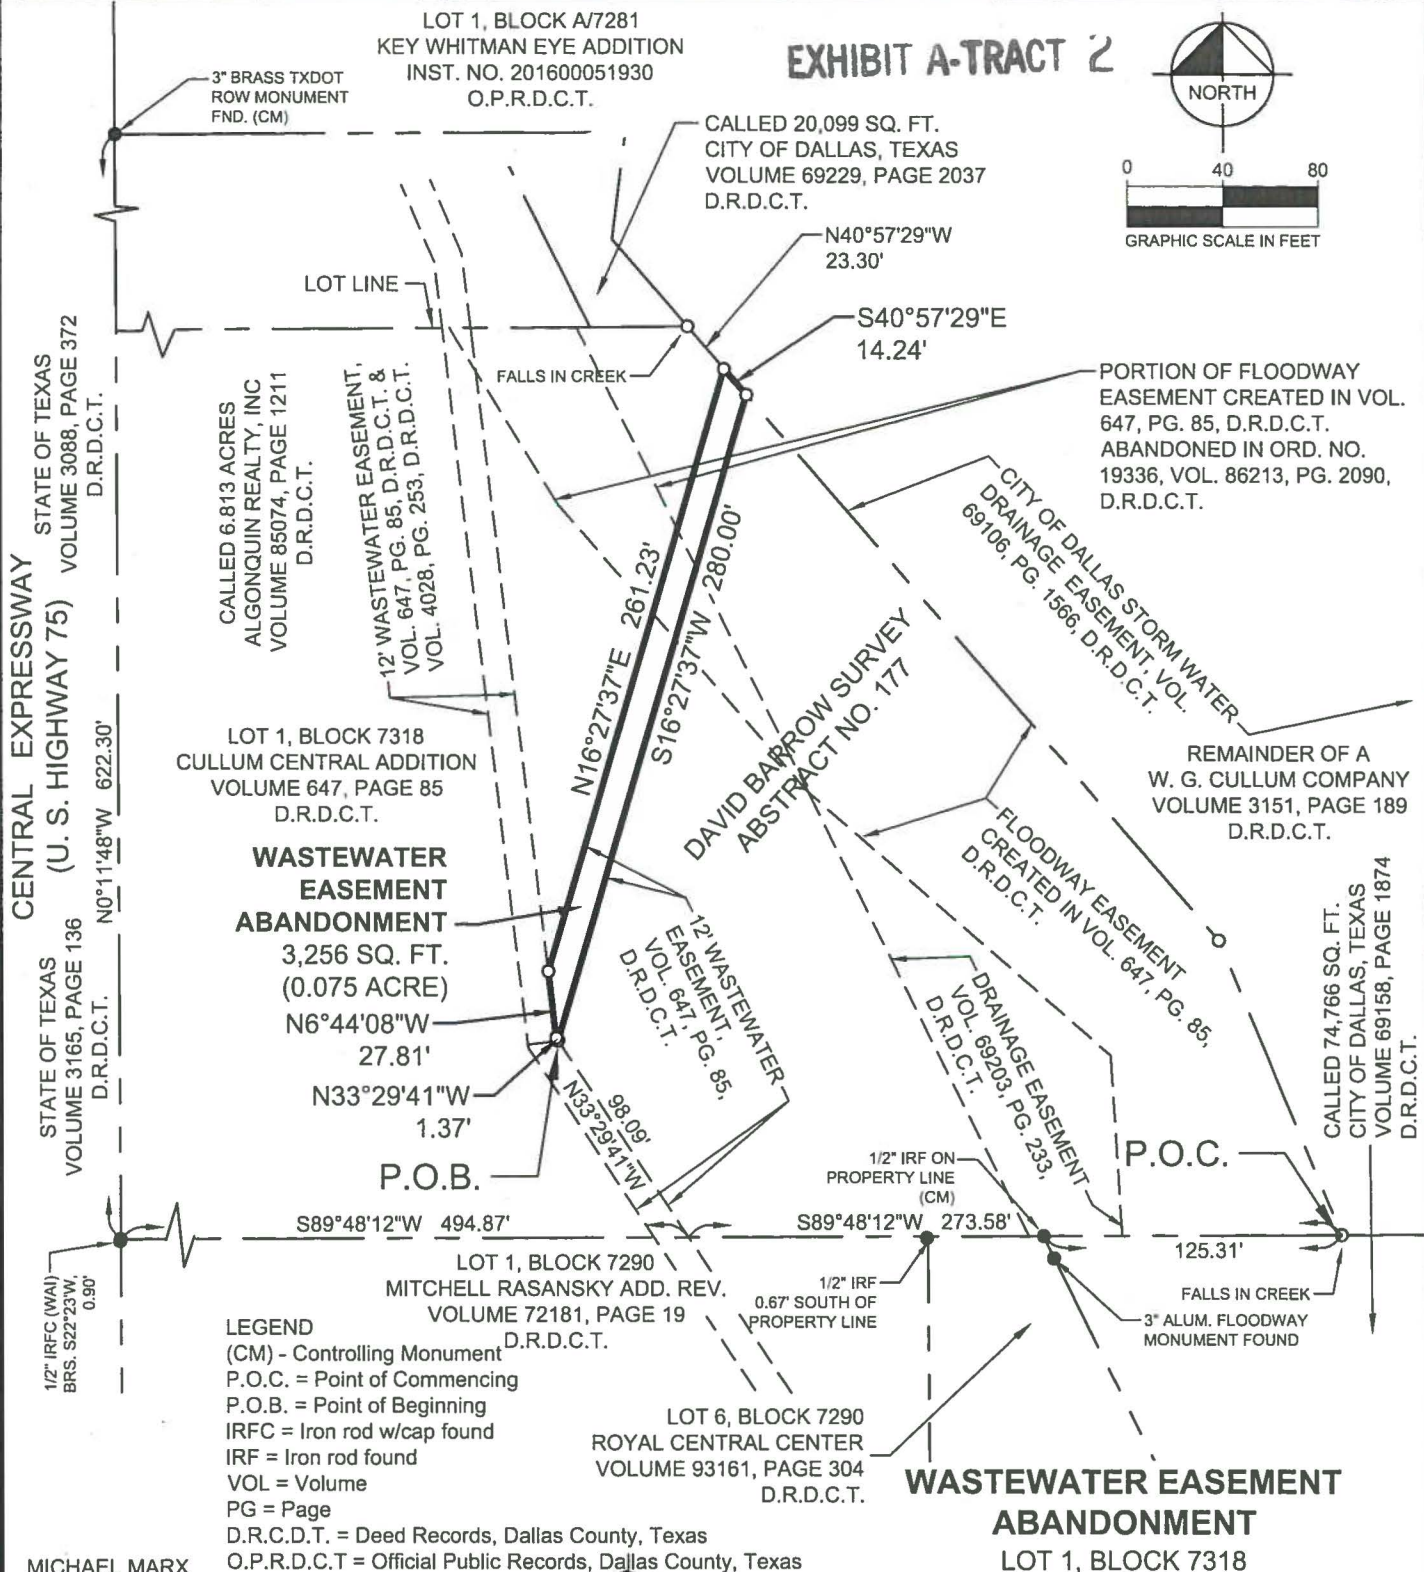 LOT 1, BLOCK A/7281
KEY WHITMAN EYE ADDITION
INST. NO. 201600051930
O.P.R.D.C.T.
EXHIBIT A-TRACT 2
NORTH
0 40 80
GRAPHIC SCALE IN FEET
3" BRASS TXDOT
ROW MONUMENT
FND. (CM)
CALLED 20,099 SQ. FT.
CITY OF DALLAS, TEXAS
VOLUME 69229, PAGE 2037
D.R.D.C.T.
N40°57'29"W
23.30'
LOT LINE
S40°57'29"E
14.24'
FALLS IN CREEK
PORTION OF FLOODWAY
EASEMENT CREATED IN VOL.
647, PG. 85, D.R.D.C.T.
ABANDONED IN ORD. NO.
19336, VOL. 86213, PG. 2090,
D.R.D.C.T.
STATE OF TEXAS
VOLUME 3088, PAGE 372
D.R.D.C.T.
CALLED 6.813 ACRES
ALGONQUIN REALTY, INC
VOLUME 85074, PAGE 1211
D.R.D.C.T.
12' WASTEWATER EASEMENT,
VOL. 647, PG. 85, D.R.D.C.T. &
VOL. 4028, PG. 253, D.R.D.C.T.
CITY OF DALLAS STORM WATER
DRAINAGE EASEMENT, VOL.
69106, PG. 1566, D.R.D.C.T.
CENTRAL EXPRESSWAY
(U. S. HIGHWAY 75)
N0°11'48"W 622.30'
N16°27'37"E 261.23'
S16°27'37"W 280.00'
DAVID BARROW SURVEY
ABSTRACT NO. 177
LOT 1, BLOCK 7318
CULLUM CENTRAL ADDITION
VOLUME 647, PAGE 85
D.R.D.C.T.
REMAINDER OF A
W. G. CULLUM COMPANY
VOLUME 3151, PAGE 189
D.R.D.C.T.
WASTEWATER
EASEMENT
ABANDONMENT
3,256 SQ. FT.
(0.075 ACRE)
N6°44'08"W
27.81'
N33°29'41"W
1.37'
P.O.B.
FLOODWAY EASEMENT
CREATED IN VOL. 647, PG. 85,
D.R.D.C.T.
12' WASTEWATER
EASEMENT,
VOL. 647, PG. 85,
D.R.D.C.T.
DRAINAGE EASEMENT
VOL. 69203, PG. 233,
D.R.D.C.T.
STATE OF TEXAS
VOLUME 3165, PAGE 136
D.R.D.C.T.
CALLED 74,766 SQ. FT.
CITY OF DALLAS, TEXAS
VOLUME 69158, PAGE 1874
D.R.D.C.T.
98.09'
N33°29'41"W
1/2" IRF ON
PROPERTY LINE
(CM)
P.O.C.
S89°48'12"W 494.87'
S89°48'12"W 273.58'
125.31'
1/2" IRFC (WAI)
BRS. S22°23'W,
0.90'
LOT 1, BLOCK 7290
MITCHELL RASANSKY ADD. REV.
VOLUME 72181, PAGE 19
D.R.D.C.T.
1/2" IRF
0.67' SOUTH OF
PROPERTY LINE
FALLS IN CREEK
3" ALUM. FLOODWAY
MONUMENT FOUND
LEGEND
(CM) - Controlling Monument
P.O.C. = Point of Commencing
P.O.B. = Point of Beginning
IRFC = Iron rod w/cap found
IRF = Iron rod found
VOL = Volume
PG = Page
D.R.C.D.T. = Deed Records, Dallas County, Texas
O.P.R.D.C.T = Official Public Records, Dallas County, Texas
LOT 6, BLOCK 7290
ROYAL CENTRAL CENTER
VOLUME 93161, PAGE 304
D.R.D.C.T.
WASTEWATER EASEMENT
ABANDONMENT
LOT 1, BLOCK 7318
MICHAEL MARX